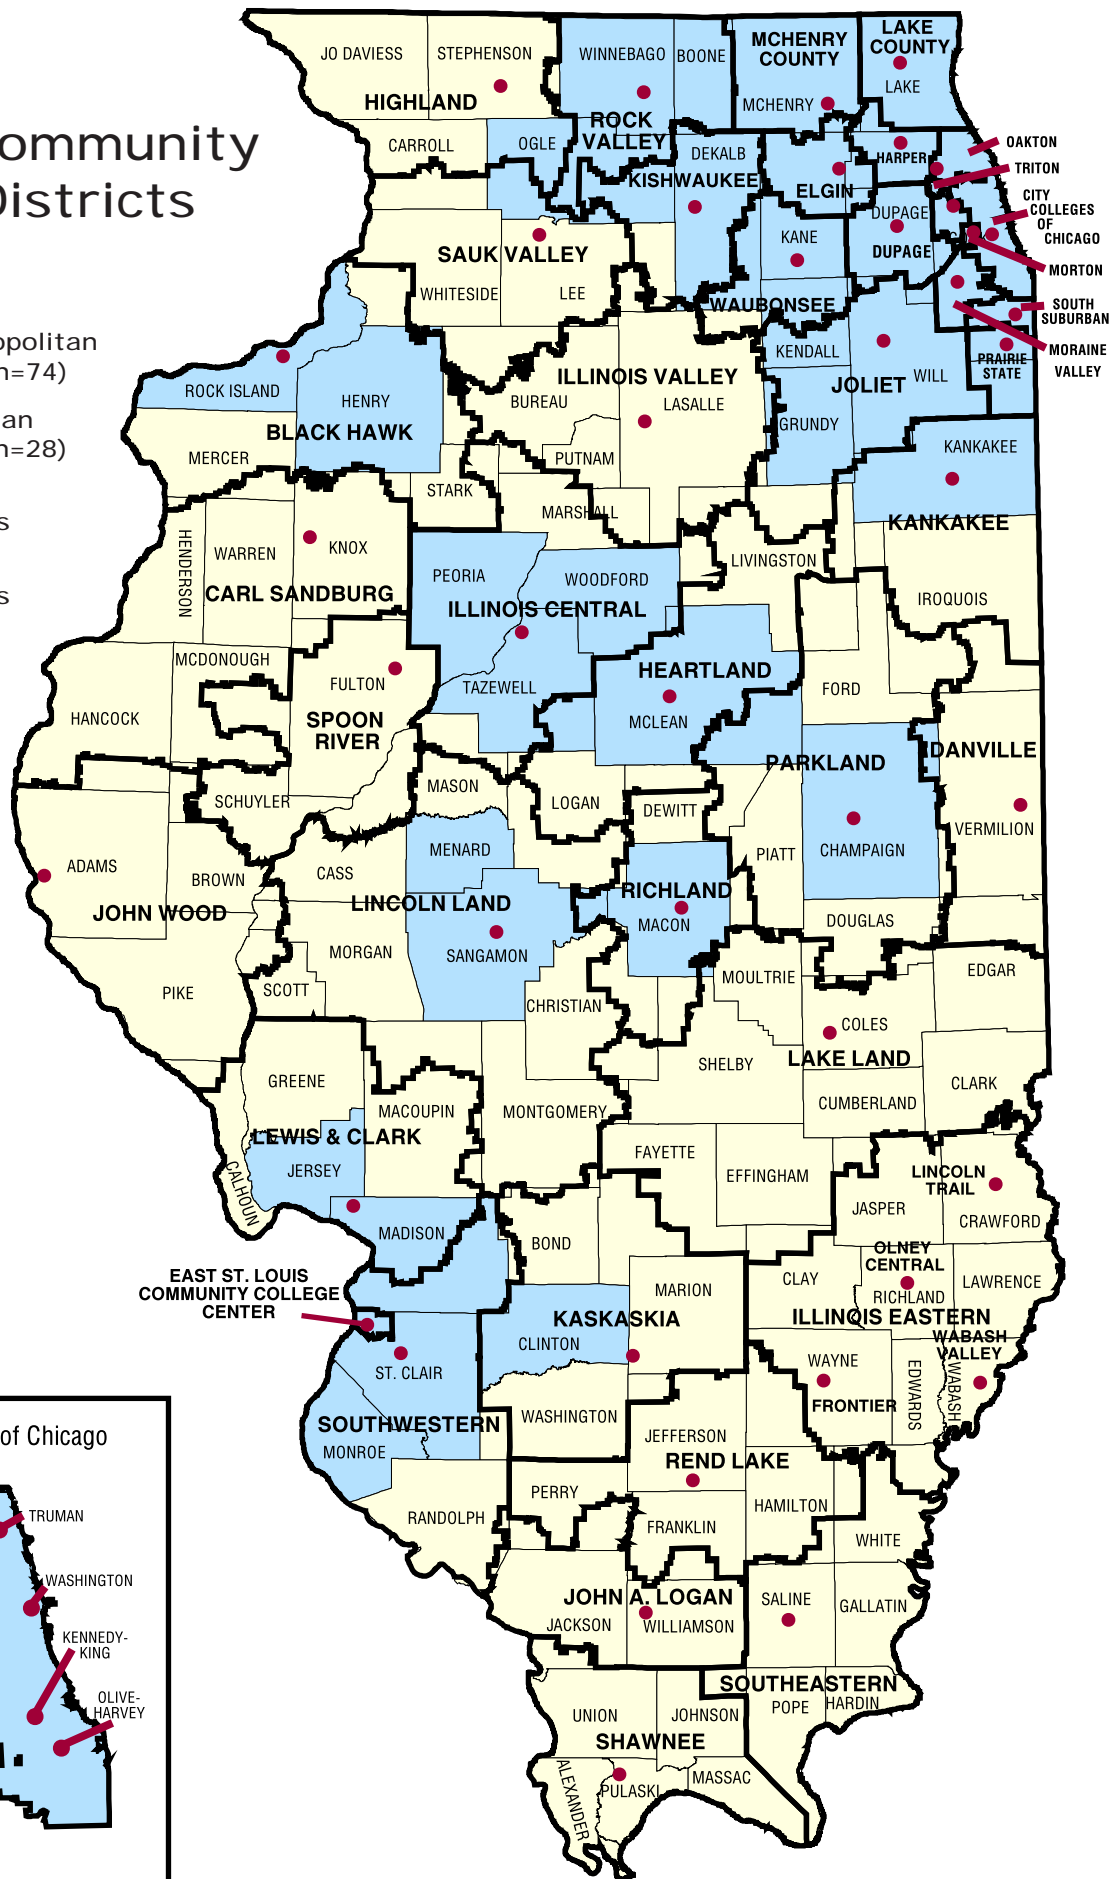 ommunity
Districts
opolitan
n=74)
an
n=28)
s
s
JO DAVIESS
STEPHENSON
WINNEBAGO
BOONE
MCHENRY
COUNTY
LAKE
COUNTY
LAKE
HIGHLAND
MCHENRY
ROCK
VALLEY
CARROLL
OGLE
DEKALB
HARPER
OAKTON
TRITON
KISHWAUKEE
ELGIN
CITY
COLLEGES
OF
CHICAGO
DUPAGE
KANE
DUPAGE
SAUK VALLEY
MORTON
WHITESIDE
LEE
WAUBONSEE
SOUTH
SUBURBAN
KENDALL
MORAINE
VALLEY
PRAIRIE
STATE
ILLINOIS VALLEY
WILL
JOLIET
ROCK ISLAND
HENRY
BUREAU
LASALLE
GRUNDY
BLACK HAWK
KANKAKEE
MERCER
PUTNAM
STARK
MARSHALL
KANKAKEE
HENDERSON
WARREN
KNOX
LIVINGSTON
PEORIA
WOODFORD
CARL SANDBURG
ILLINOIS CENTRAL
IROQUOIS
MCDONOUGH
HEARTLAND
FULTON
TAZEWELL
FORD
HANCOCK
SPOON
RIVER
MCLEAN
DANVILLE
PARKLAND
MASON
SCHUYLER
LOGAN
DEWITT
VERMILION
MENARD
CHAMPAIGN
PIATT
ADAMS
CASS
BROWN
RICHLAND
LINCOLN LAND
JOHN WOOD
MACON
DOUGLAS
MORGAN
SANGAMON
EDGAR
MOULTRIE
PIKE
SCOTT
CHRISTIAN
COLES
LAKE LAND
SHELBY
GREENE
CLARK
MACOUPIN
MONTGOMERY
CUMBERLAND
LEWIS & CLARK
FAYETTE
JERSEY
EFFINGHAM
LINCOLN
TRAIL
CALHOUN
JASPER
CRAWFORD
MADISON
BOND
OLNEY
CENTRAL
EAST ST. LOUIS
COMMUNITY COLLEGE
CENTER
MARION
CLAY
LAWRENCE
RICHLAND
KASKASKIA
ILLINOIS EASTERN
CLINTON
WABASH
VALLEY
WAYNE
ST. CLAIR
EDWARDS
WABASH
FRONTIER
SOUTHWESTERN
WASHINGTON
JEFFERSON
MONROE
REND LAKE
PERRY
HAMILTON
RANDOLPH
FRANKLIN
WHITE
JOHN A. LOGAN
SALINE
GALLATIN
JACKSON
WILLIAMSON
SOUTHEASTERN
UNION
JOHNSON
POPE
HARDIN
SHAWNEE
ALEXANDER
PULASKI
MASSAC
of Chicago
TRUMAN
WASHINGTON
KENNEDY-
KING
OLIVE-
HARVEY